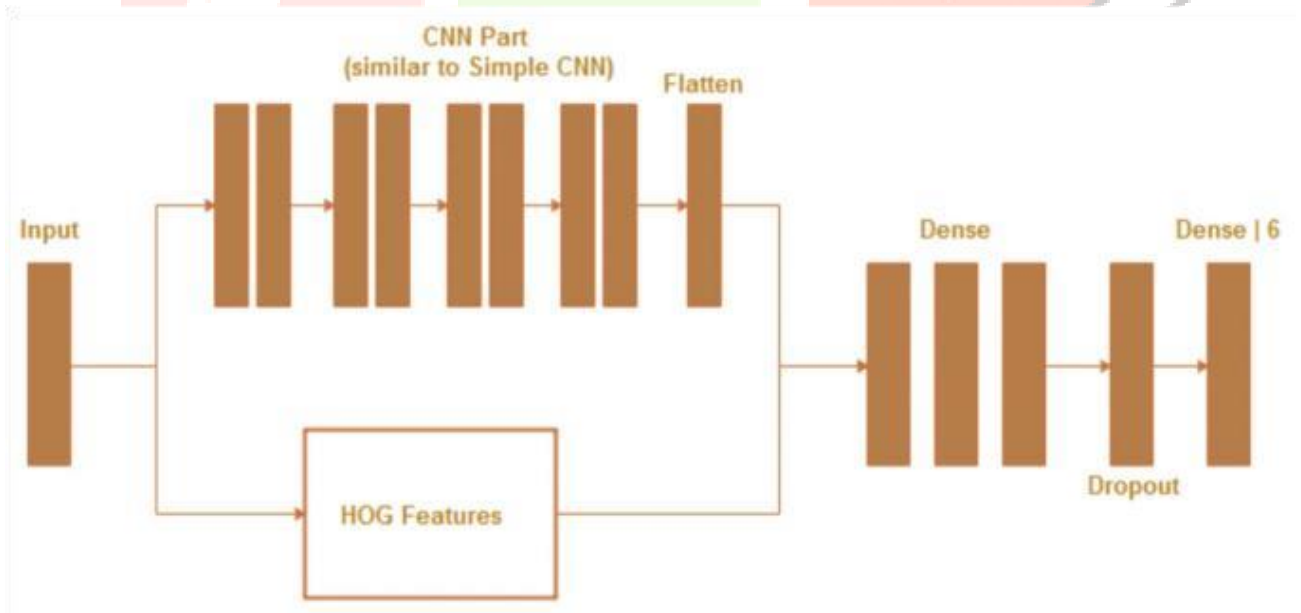 CNN Part
(similar to Simple CNN)
Flatten
Input
Dense
Dense | 6
Dropout
HOG Features